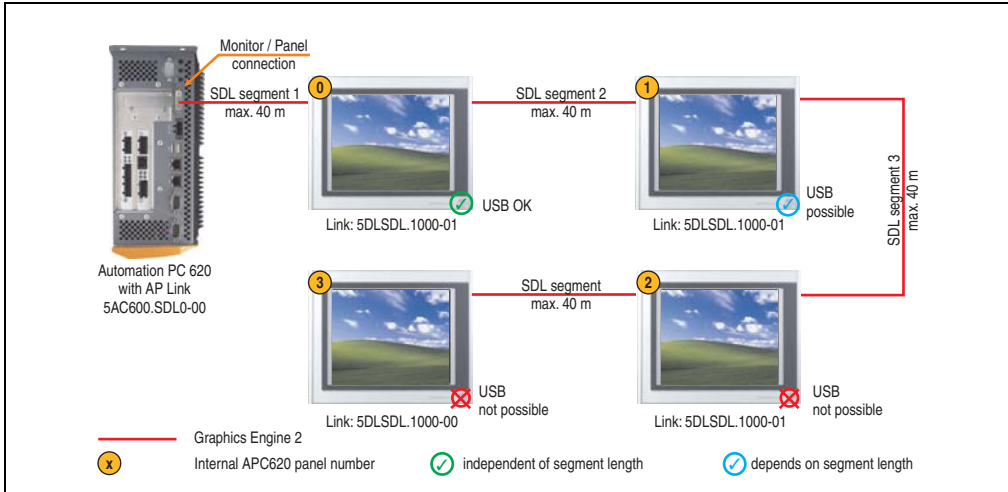 Monitor / Panel
connection
SDL segment 1
max. 40 m
0
SDL segment 2
max. 40 m
1
SDL segment 3
max. 40 m
USB OK
USB
possible
Link: 5DLSDL.1000-01
Link: 5DLSDL.1000-01
Automation PC 620
with AP Link
5AC600.SDL0-00
3
SDL segment
max. 40 m
2
USB
not possible
USB
not possible
Link: 5DLSDL.1000-00
Link: 5DLSDL.1000-01
Graphics Engine 2
x
Internal APC620 panel number
independent of segment length
depends on segment length